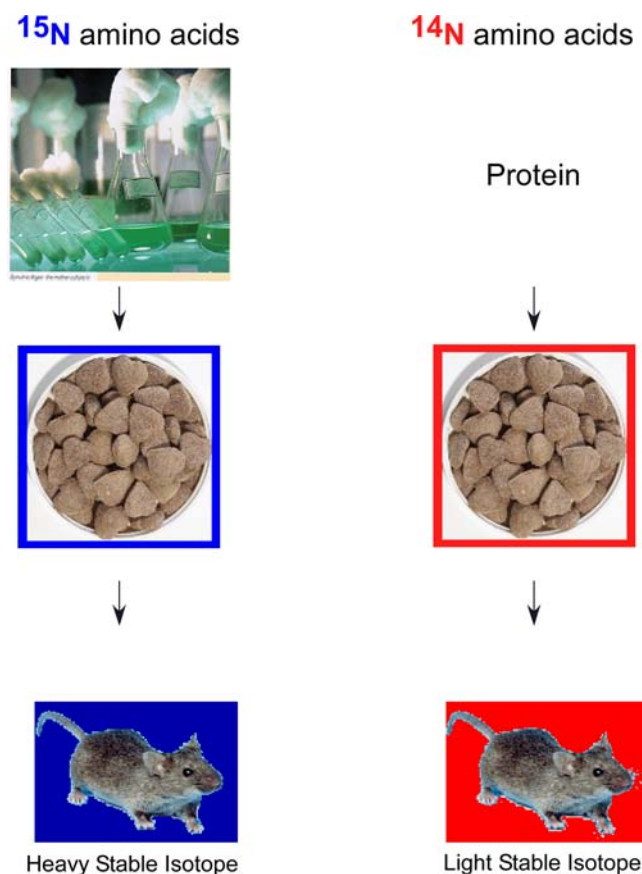 15N amino acids
14N amino acids
Protein
Heavy Stable Isotope
Light Stable Isotope